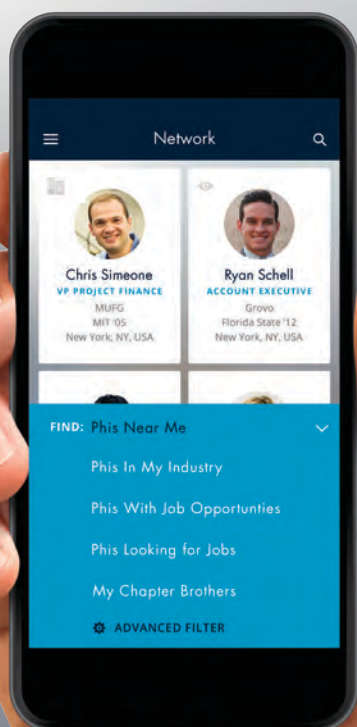 Network
Chris Simeone
VP PROJECT FINANCE
MUFG
MIT '05
New York, NY, USA
Ryan Schell
ACCOUNT EXECUTIVE
Grovo
Florida State '12
New York, NY, USA
FIND: Phis Near Me
Phis In My Industry
Phis With Job Opportunties
Phis Looking for Jobs
My Chapter Brothers
ADVANCED FILTER